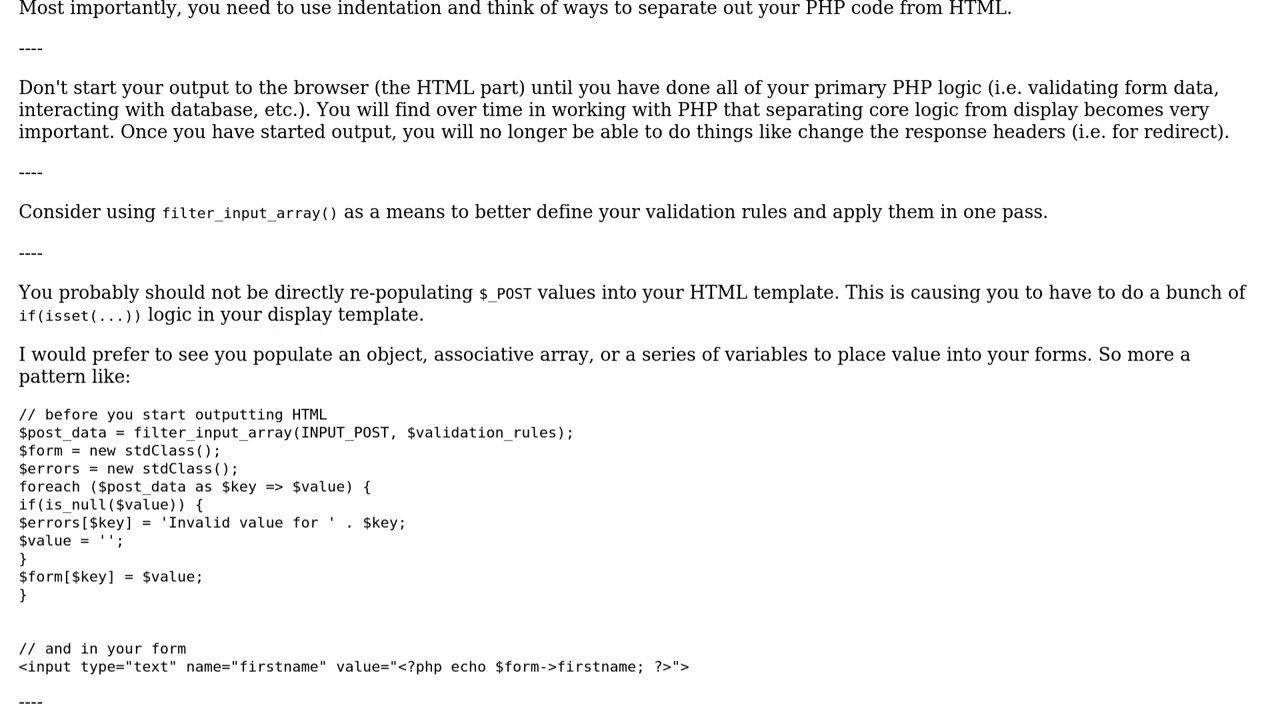 Most importantly, you need to use indentation and think of ways to separate out your PHP code from HTML.
----
Don't start your output to the browser (the HTML part) until you have done all of your primary PHP logic (i.e. validating form data,
interacting with database, etc.). You will find over time in working with PHP that separating core logic from display becomes very
important. Once you have started output, you will no longer be able to do things like change the response headers (i.e. for redirect).
----
Consider using filter_input_array() as a means to better define your validation rules and apply them in one pass.
----
You probably should not be directly re-populating $_POST values into your HTML template. This is causing you to have to do a bunch of
if(isset(...)) logic in your display template.
I would prefer to see you populate an object, associative array, or a series of variables to place value into your forms. So more a
pattern like:
// before you start outputting HTML
$post_data = filter_input_array(INPUT_POST, $validation_rules);
$form = new stdClass();
$errors = new stdClass();
foreach ($post_data as $key => $value) {
if(is_null($value)) {
$errors[$key] = 'Invalid value for ' . $key;
$value = '';
}
$form[$key] = $value;
}
// and in your form
<input type="text" name="firstname" value="<?php echo $form->firstname; ?>">
----